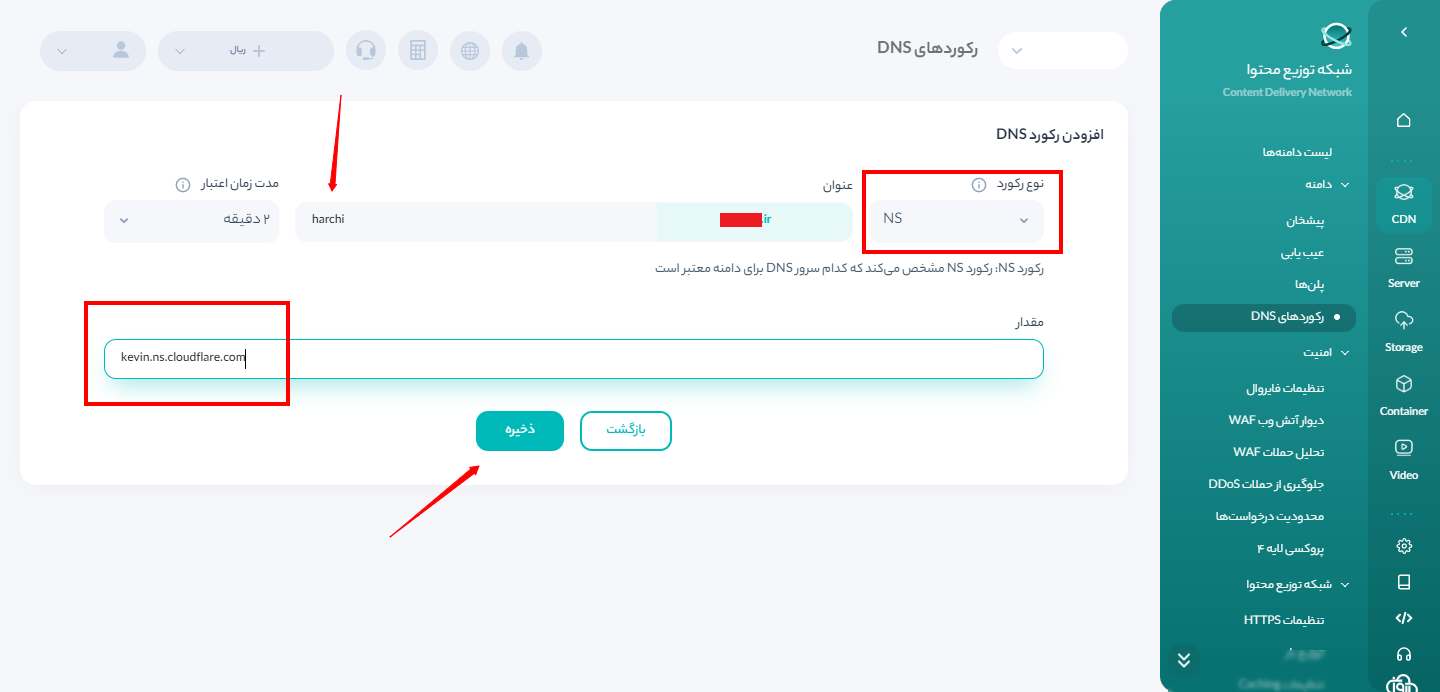 شبکه توزیع محتوا
Content Delivery Network
لیست دامنه‌ها
دامنه
پیشخان
عیب یابی
پلن‌ها
رکوردهای DNS
امنیت
تنظیمات فایروال
دیوار آتش وب WAF
تحلیل حملات WAF
جلوگیری از حملات DDoS
محدودیت درخواست‌ها
پروکسی لایه ۴
شبکه توزیع محتوا
تنظیمات HTTPS
تنظیمات Caching
CDN
Server
Storage
Container
Video
رکوردهای DNS
ریال
افزودن رکورد DNS
نوع رکورد
NS
عنوان
.ir
harchi
مدت زمان اعتبار
۲ دقیقه
رکورد NS: رکورد NS مشخص می‌کند که کدام سرور DNS برای دامنه معتبر است
مقدار
kevin.ns.cloudflare.com
بازگشت
ذخیره